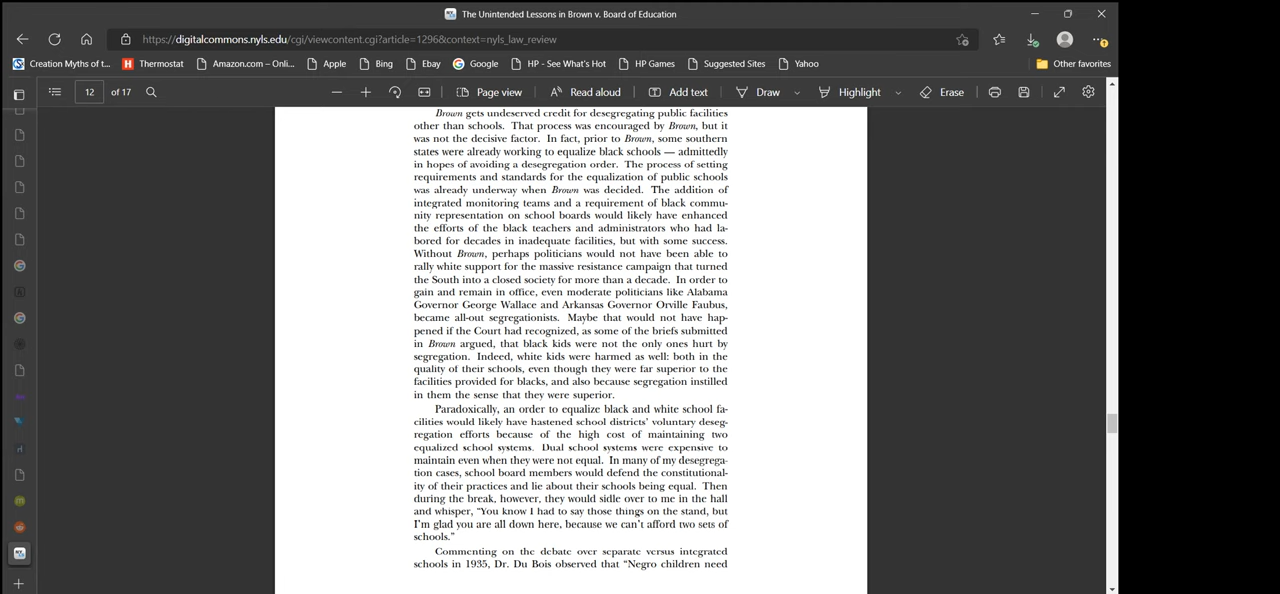 The Unintended Lessons in Brown v. Board of Education
https://digitalcommons.nyls.edu/cgi/viewcontent.cgi?article=1296&context=nyls_law_review
Creation Myths of t... Thermostat Amazon.com – Onli... Apple Bing Ebay Google HP - See What's Hot HP Games Suggested Sites Yahoo Other favorites
12 of 17 Page view Read aloud Add text Draw Highlight Erase
Brown gets undeserved credit for desegregating public facilities
other than schools. That process was encouraged by Brown, but it
was not the decisive factor. In fact, prior to Brown, some southern
states were already working to equalize black schools — admittedly
in hopes of avoiding a desegregation order. The process of setting
requirements and standards for the equalization of public schools
was already underway when Brown was decided. The addition of
integrated monitoring teams and a requirement of black commu-
nity representation on school boards would likely have enhanced
the efforts of the black teachers and administrators who had la-
bored for decades in inadequate facilities, but with some success.
Without Brown, perhaps politicians would not have been able to
rally white support for the massive resistance campaign that turned
the South into a closed society for more than a decade. In order to
gain and remain in office, even moderate politicians like Alabama
Governor George Wallace and Arkansas Governor Orville Faubus,
became all-out segregationists. Maybe that would not have hap-
pened if the Court had recognized, as some of the briefs submitted
in Brown argued, that black kids were not the only ones hurt by
segregation. Indeed, white kids were harmed as well: both in the
quality of their schools, even though they were far superior to the
facilities provided for blacks, and also because segregation instilled
in them the sense that they were superior.
Paradoxically, an order to equalize black and white school fa-
cilities would likely have hastened school districts' voluntary deseg-
regation efforts because of the high cost of maintaining two
equalized school systems. Dual school systems were expensive to
maintain even when they were not equal. In many of my desegrega-
tion cases, school board members would defend the constitutional-
ity of their practices and lie about their schools being equal. Then
during the break, however, they would sidle over to me in the hall
and whisper, “You know I had to say those things on the stand, but
I'm glad you are all down here, because we can't afford two sets of
schools.”
Commenting on the debate over separate versus integrated
schools in 1935, Dr. Du Bois observed that “Negro children need